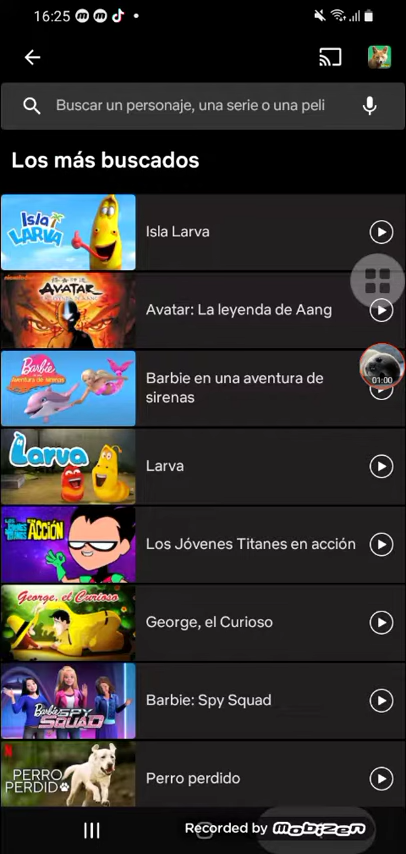 16:25
Buscar un personaje, una serie o una peli
Los más buscados
Isla LARVA
Isla Larva
nickelodeon
AVATAR
Avatar: La leyenda de Aang
Barbie
Barbie en una aventura de
sirenas
01:00
Larva
Larva
ACCIÓN
Los Jóvenes Titanes en acción
George, el Curioso
George, el Curioso
Barbie
SPY
SQUAD
Barbie: Spy Squad
N
PERRO
PERDIDO
Perro perdido
Recorded by Mobizen